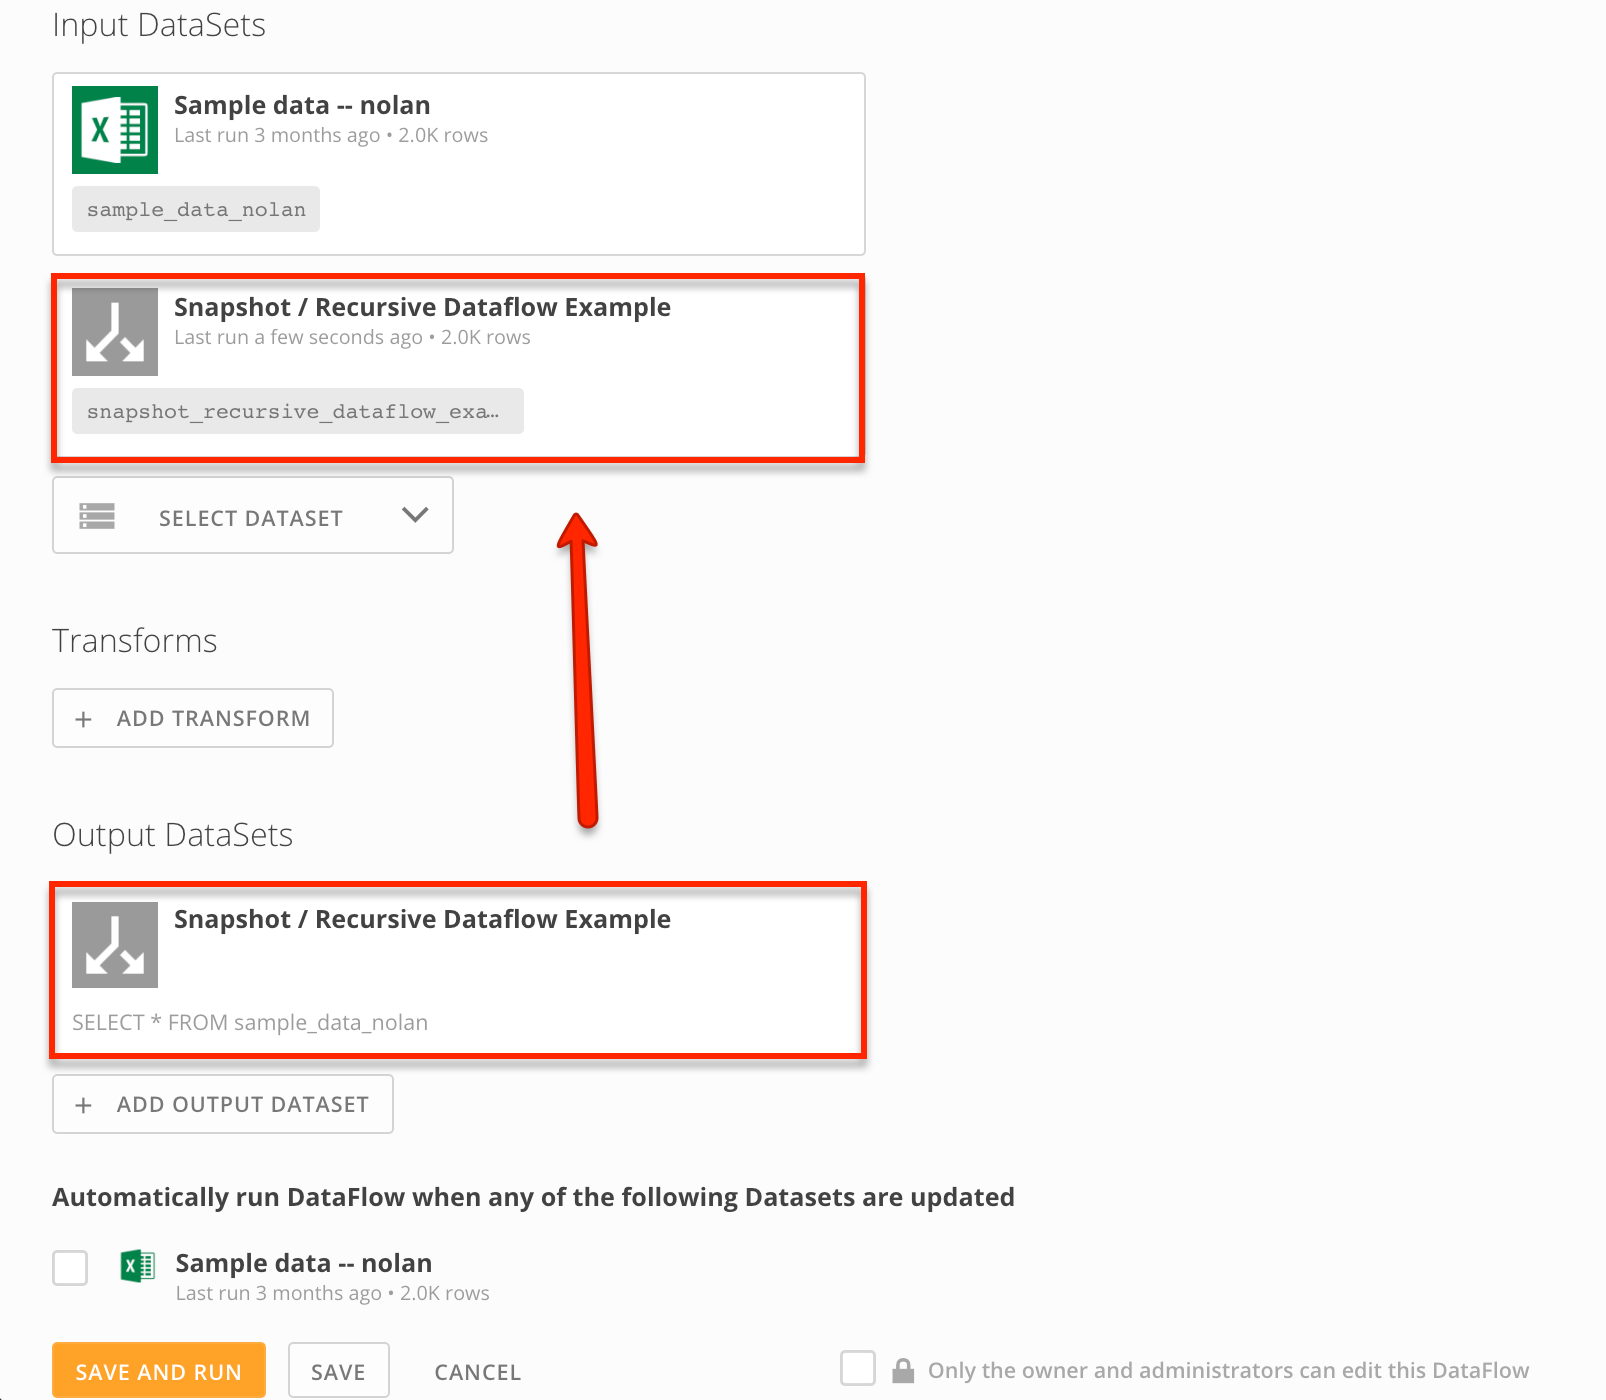 Input DataSets
Sample data -- nolan
Last run 3 months ago • 2.0K rows
sample_data_nolan
Snapshot / Recursive Dataflow Example
Last run a few seconds ago • 2.0K rows
snapshot_recursive_dataflow_exa…
SELECT DATASET
Transforms
+ ADD TRANSFORM
Output DataSets
Snapshot / Recursive Dataflow Example
SELECT * FROM sample_data_nolan
+ ADD OUTPUT DATASET
Automatically run DataFlow when any of the following Datasets are updated
Sample data -- nolan
Last run 3 months ago • 2.0K rows
SAVE AND RUN SAVE CANCEL Only the owner and administrators can edit this DataFlow